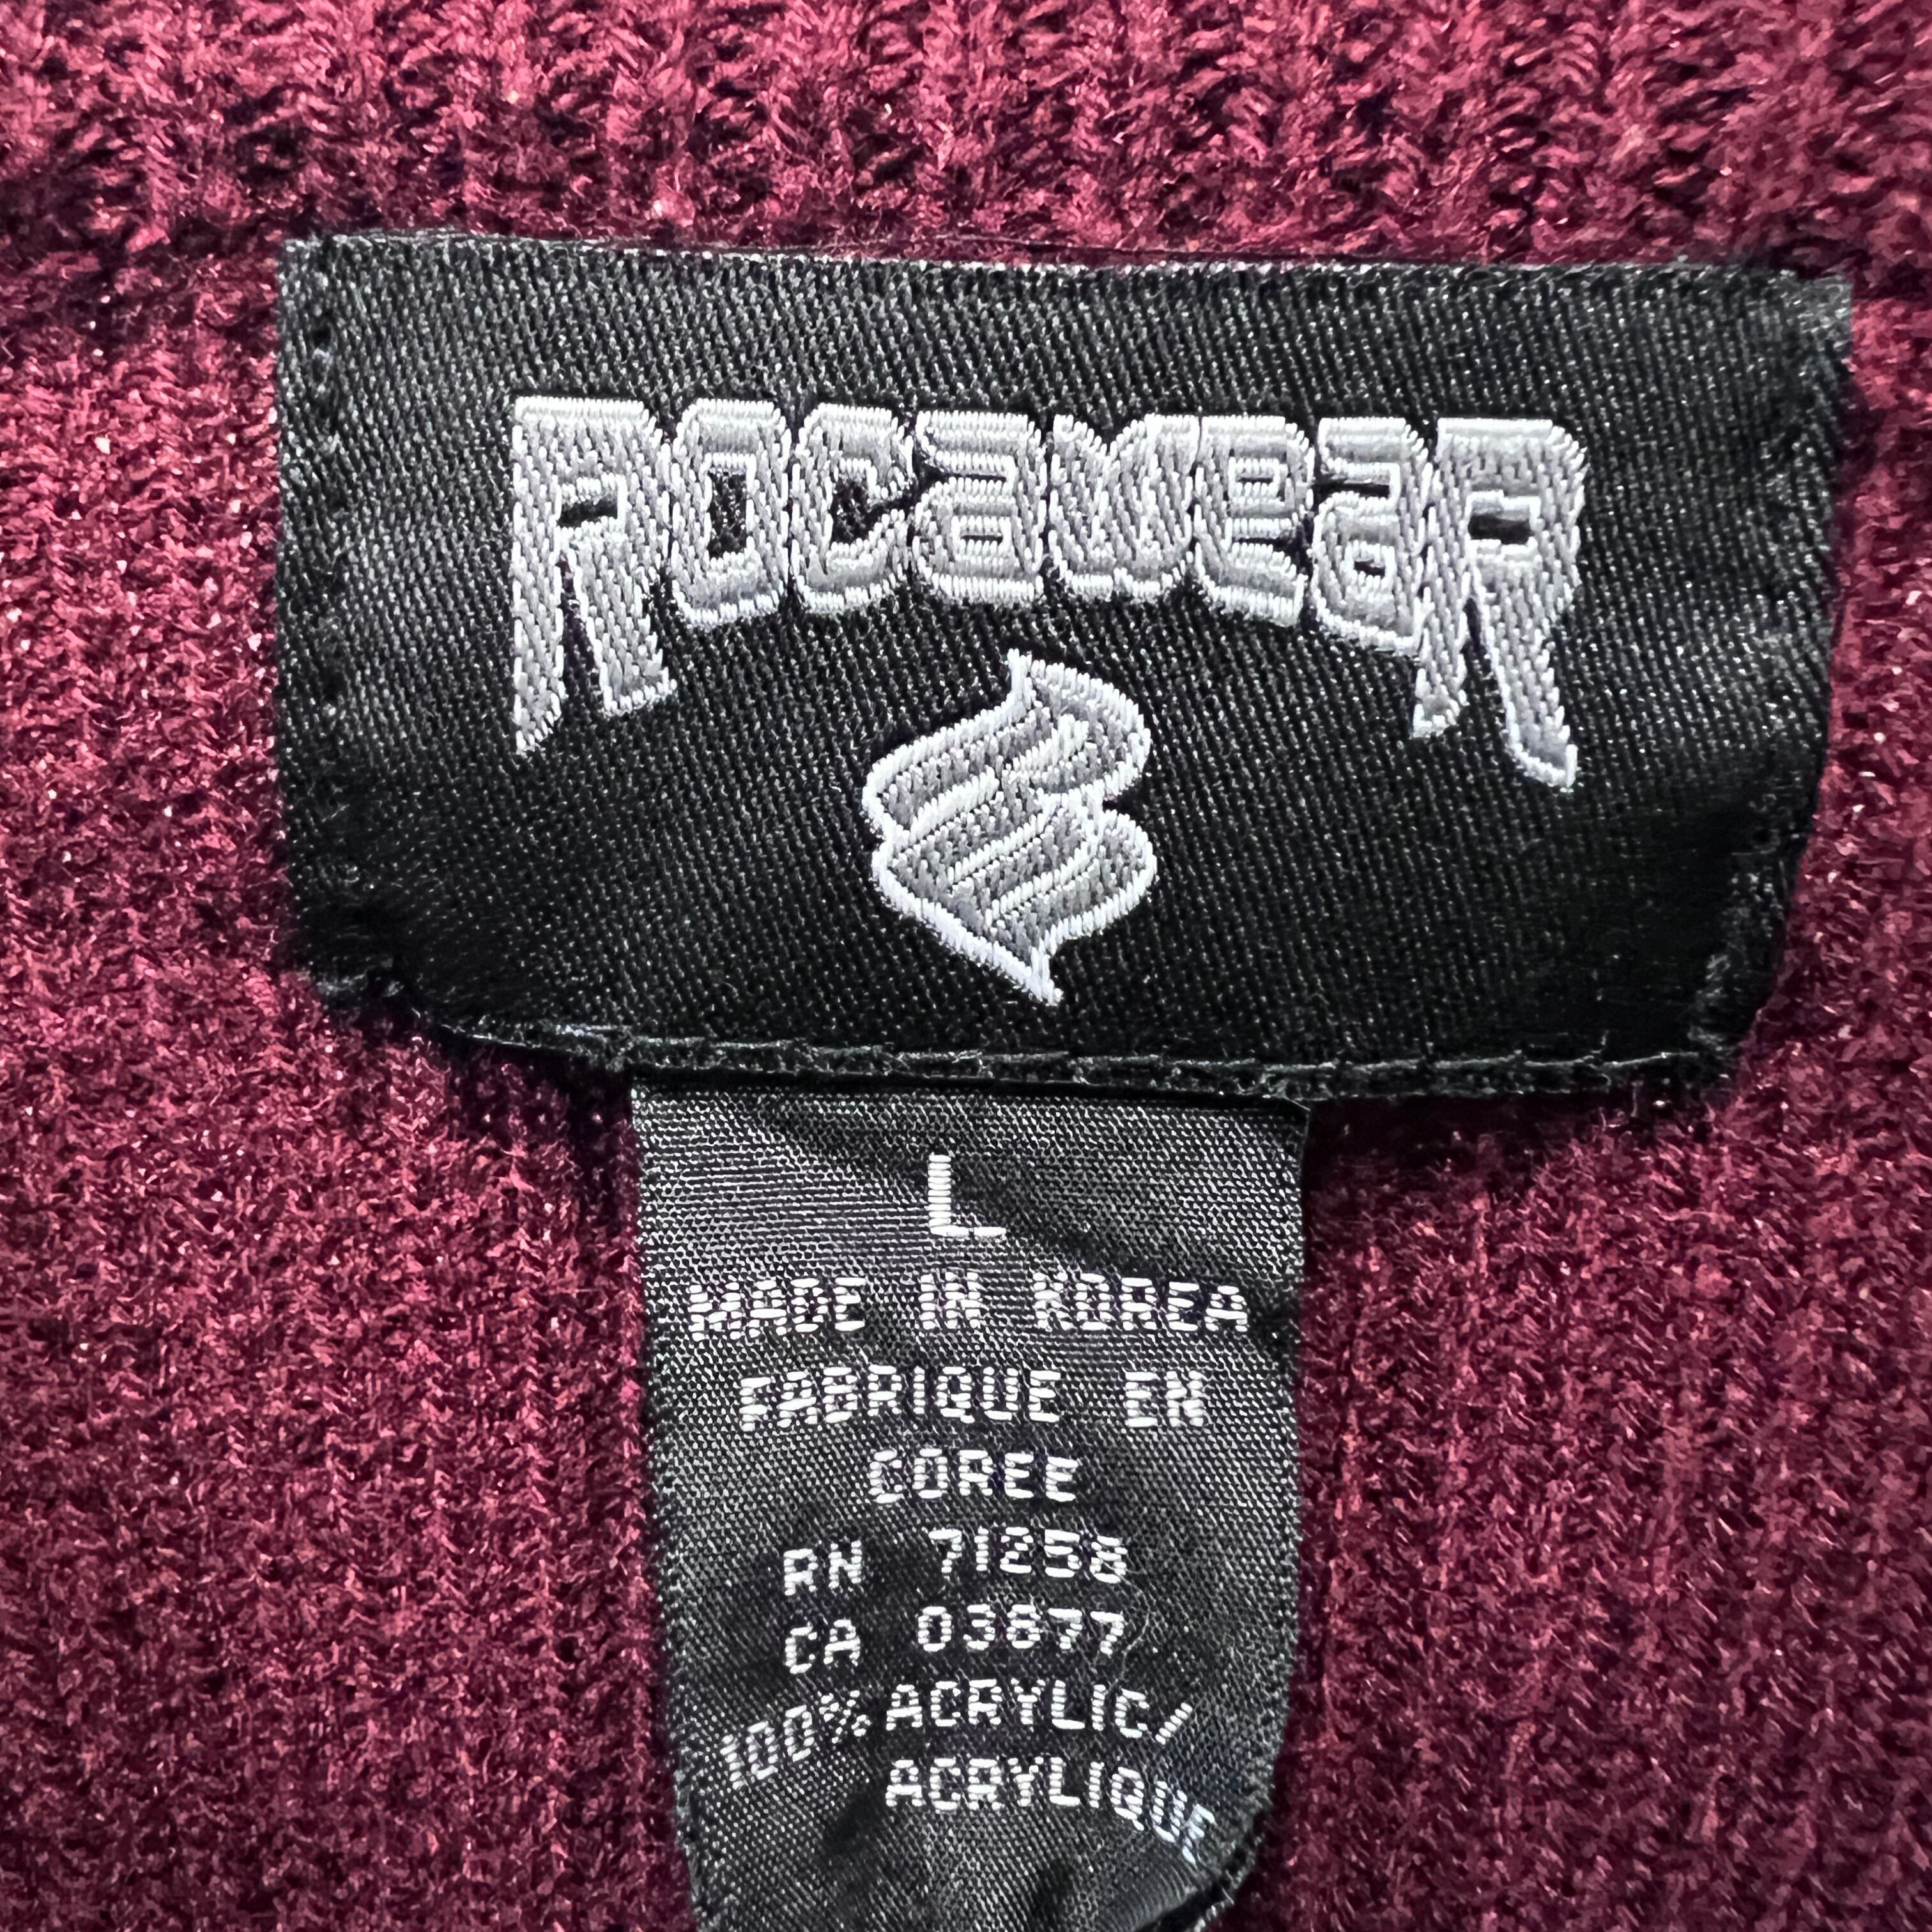 ROCAWEAR
L
MADE IN KOREA
FABRIQUE EN
COREE
RN 71258
CA 03877
100% ACRYLIC/
ACRYLIQUE